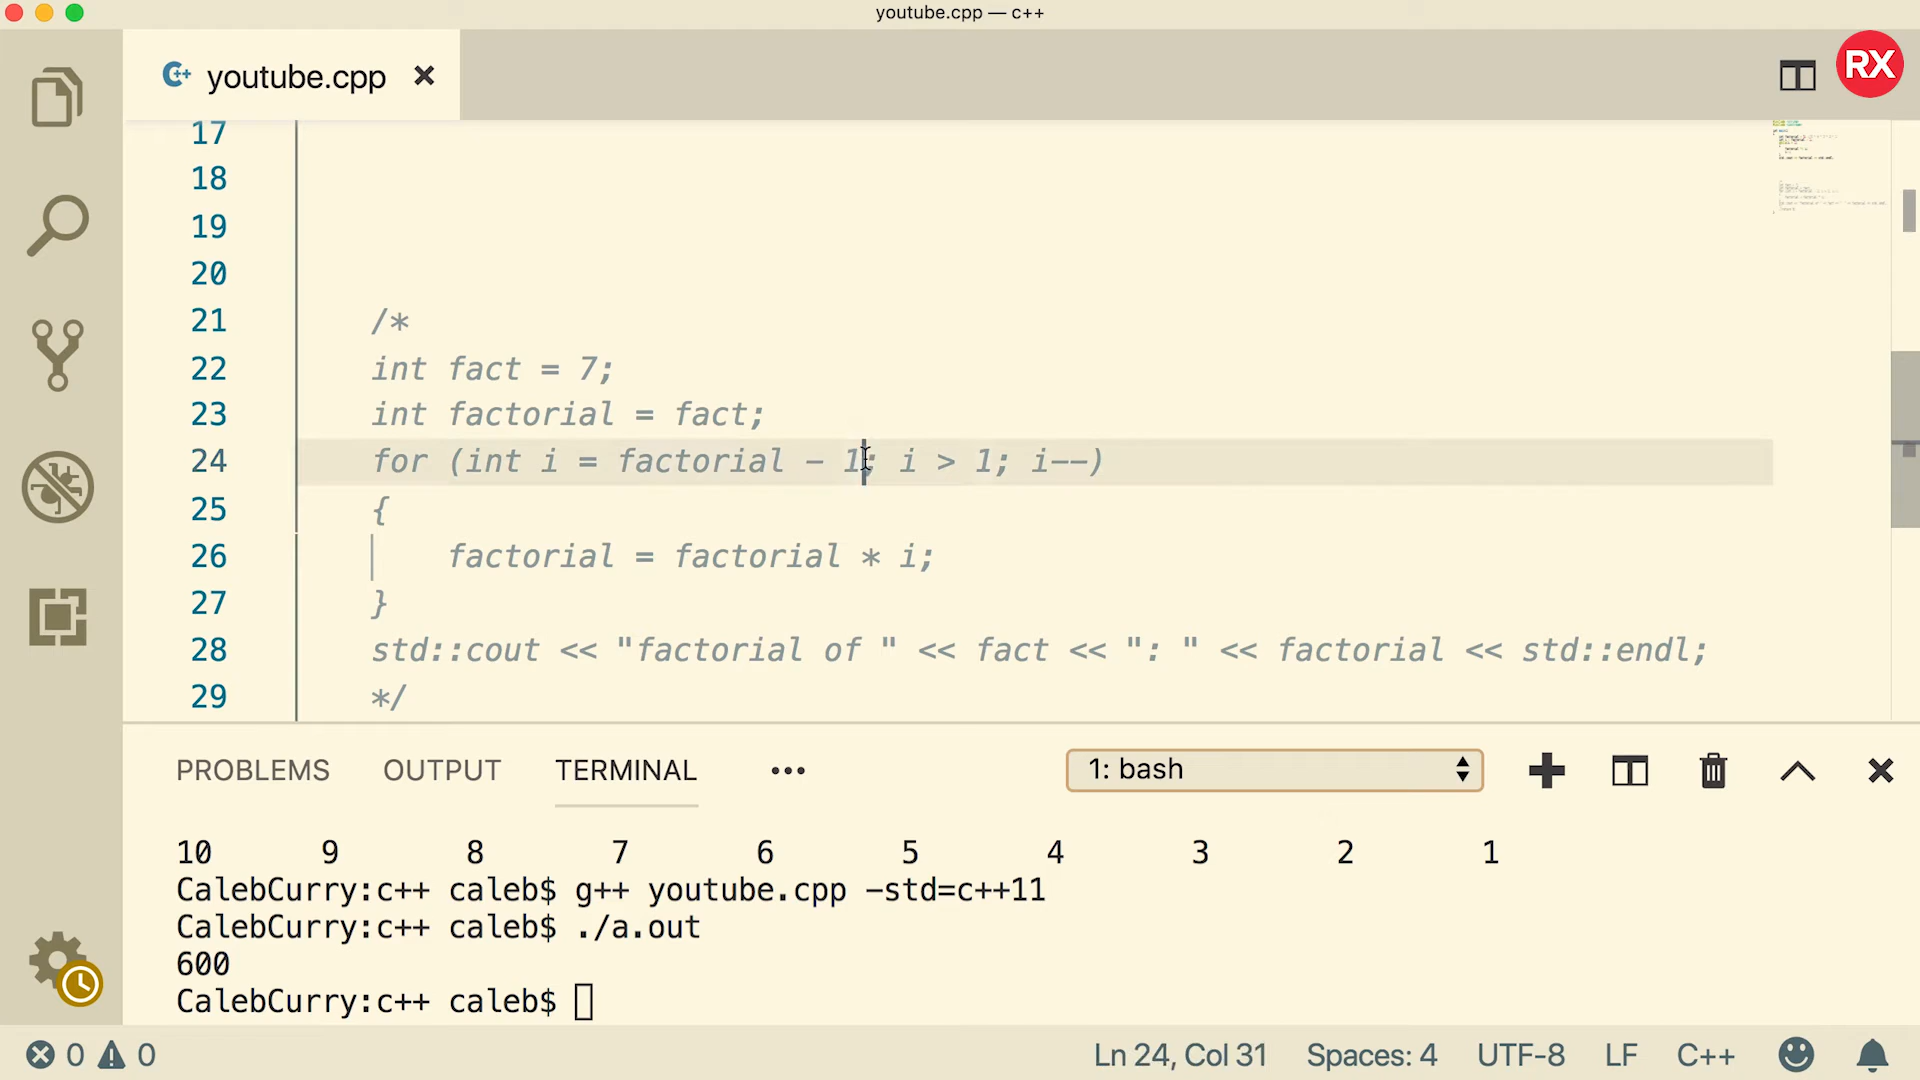 youtube.cpp — c++
youtube.cpp
RX
17
18
19
20
21 /*
22 int fact = 7;
23 int factorial = fact;
24 for (int i = factorial - 1; i > 1; i--)
25 {
26 factorial = factorial * i;
27 }
28 std::cout << "factorial of " << fact << ": " << factorial << std::endl;
29 */
PROBLEMS OUTPUT TERMINAL ••• 1: bash
10 9 8 7 6 5 4 3 2 1
CalebCurry:c++ caleb$ g++ youtube.cpp -std=c++11
CalebCurry:c++ caleb$ ./a.out
600
CalebCurry:c++ caleb$
0 0 Ln 24, Col 31 Spaces: 4 UTF-8 LF C++